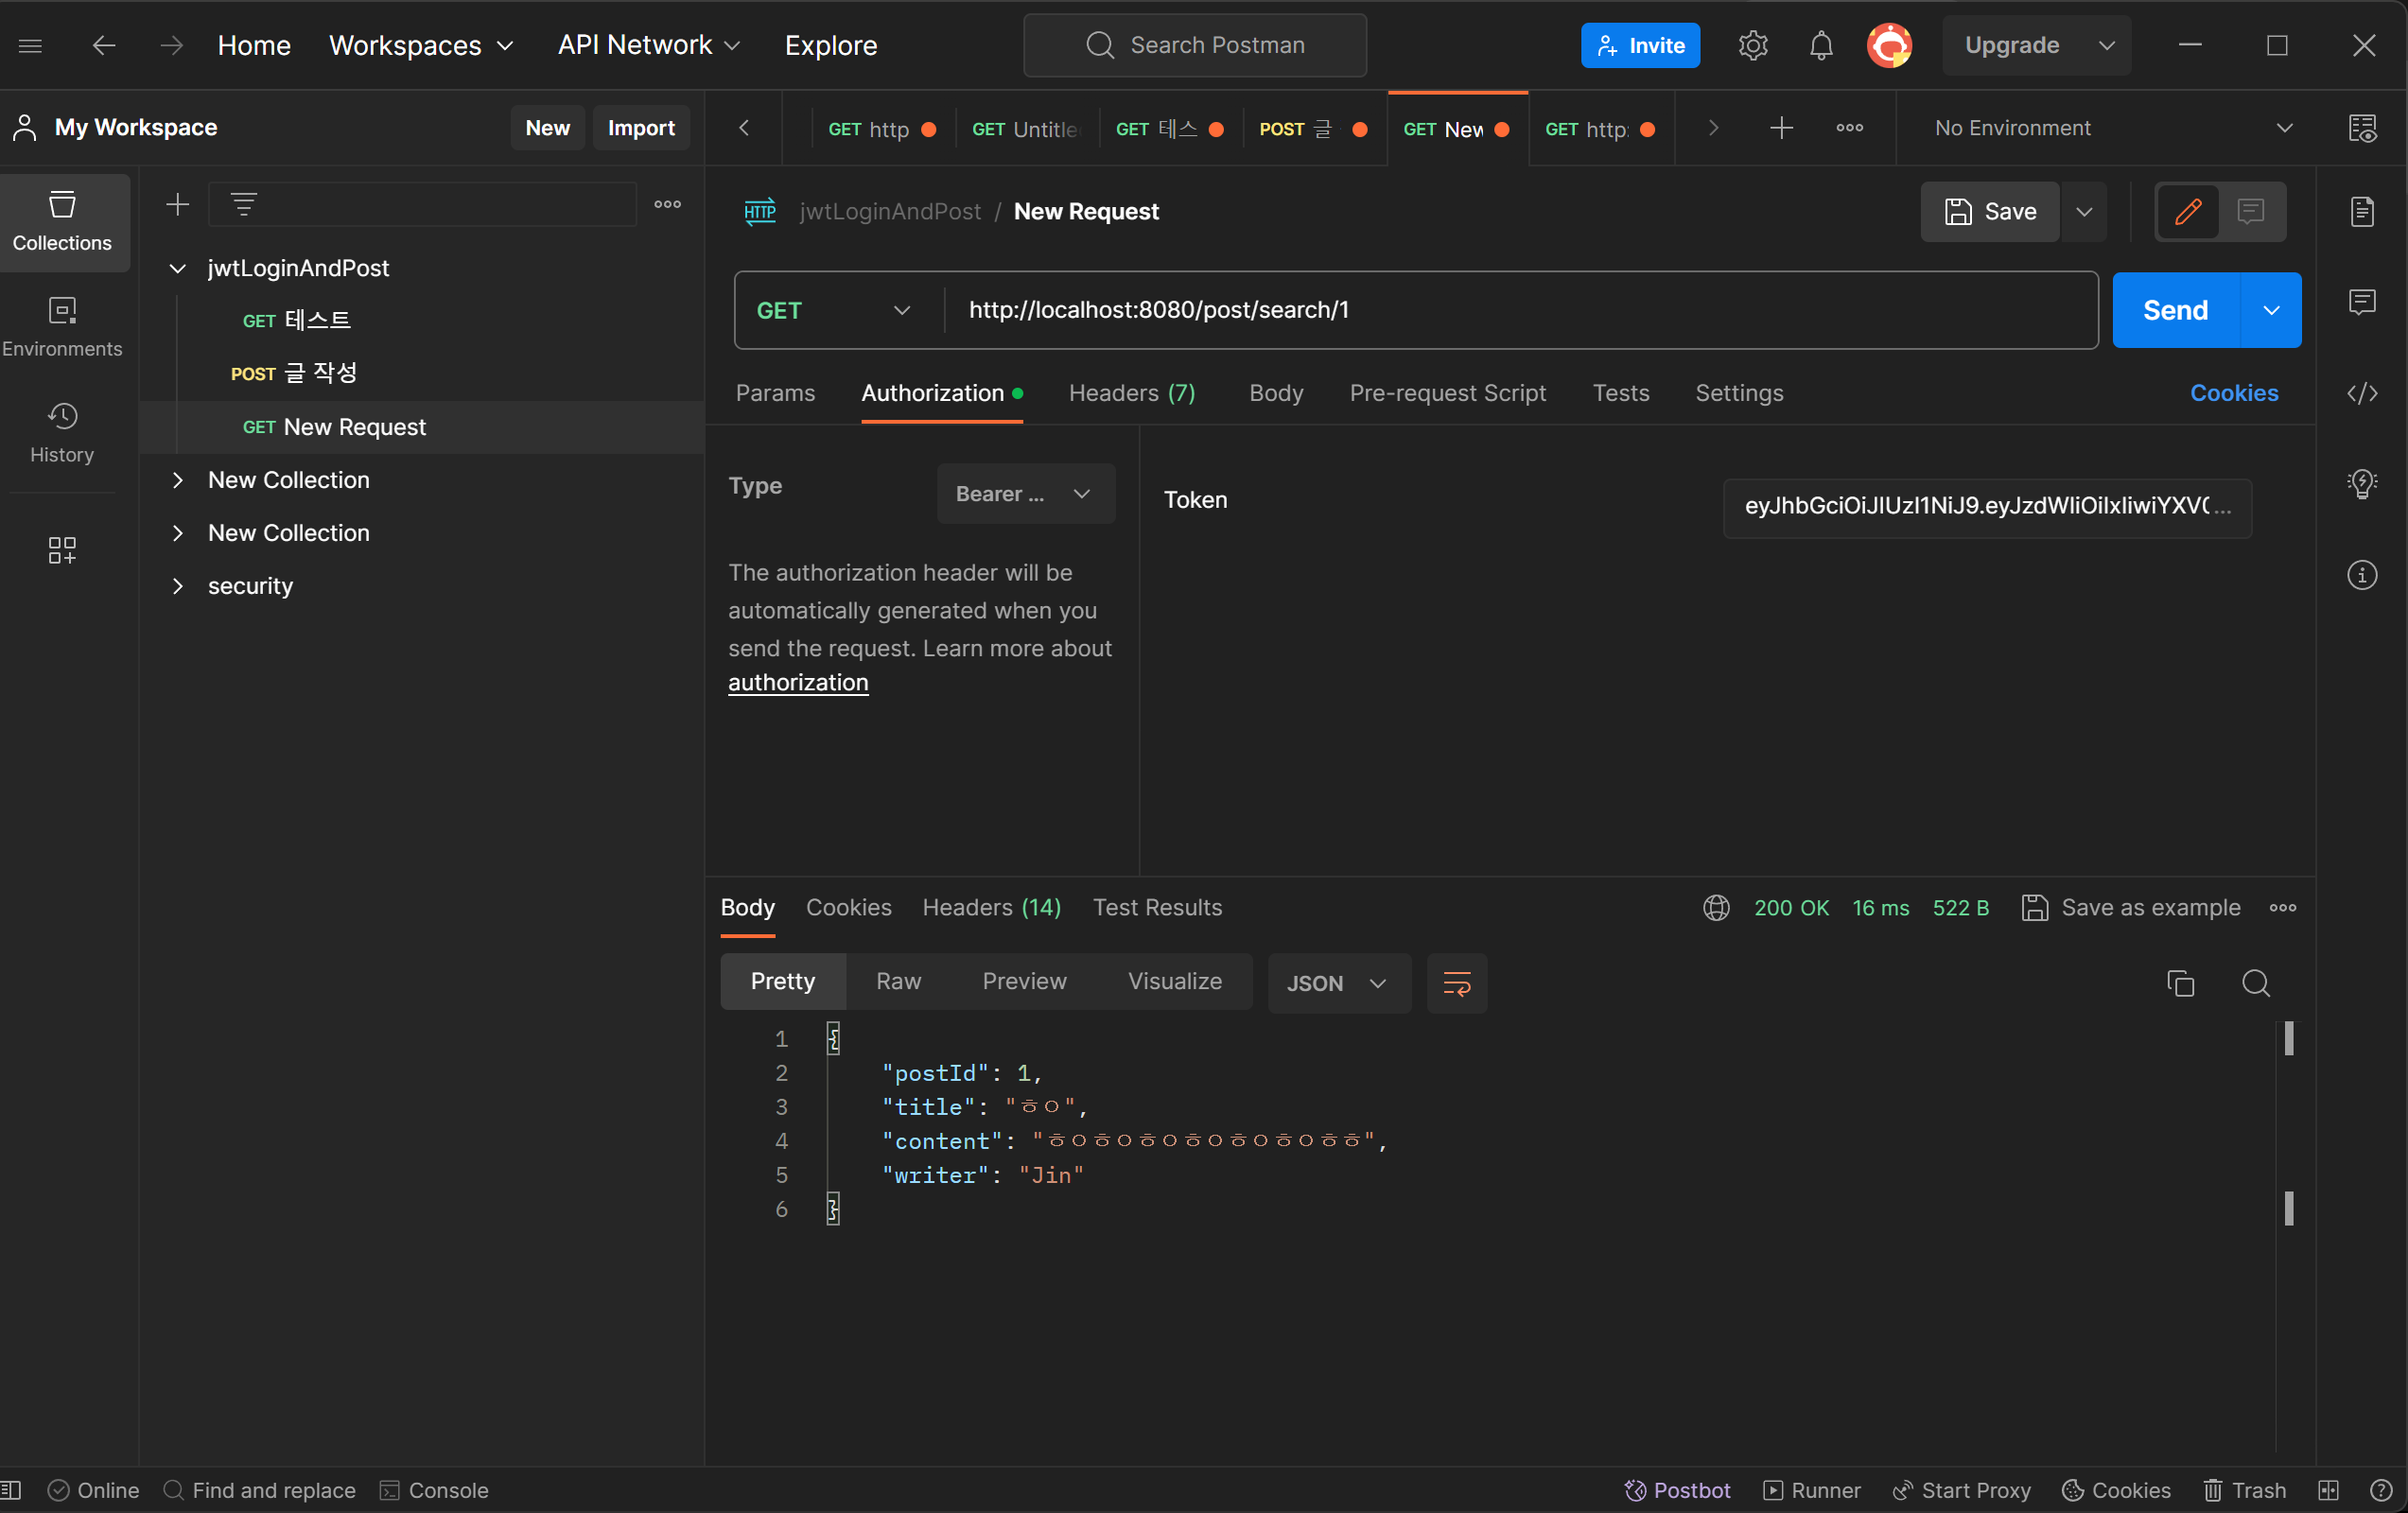 Home Workspaces API Network Explore Search Postman Invite Upgrade
My Workspace New Import
GET http GET Untitle GET 테스 POST 글 GET New GET http: No Environment
Collections
Environments
History
jwtLoginAndPost
GET 테스트
POST 글 작성
GET New Request
New Collection
New Collection
security
HTTP jwtLoginAndPost / New Request Save
GET http://localhost:8080/post/search/1 Send
Params Authorization Headers (7) Body Pre-request Script Tests Settings Cookies
Type Bearer ...
The authorization header will be
automatically generated when you
send the request. Learn more about
authorization
Token eyJhbGciOiJIUzI1NiJ9.eyJzdWIiOiIxIiwiYXV0 ...
Body Cookies Headers (14) Test Results 200 OK 16 ms 522 B Save as example
Pretty Raw Preview Visualize JSON
1 {
2 "postId": 1,
3 "title": "ㅎㅇ",
4 "content": "ㅎㅇㅎㅇㅎㅇㅎㅇㅎㅇㅎㅇㅎㅎ",
5 "writer": "Jin"
6 }
Online Find and replace Console Postbot Runner Start Proxy Cookies Trash